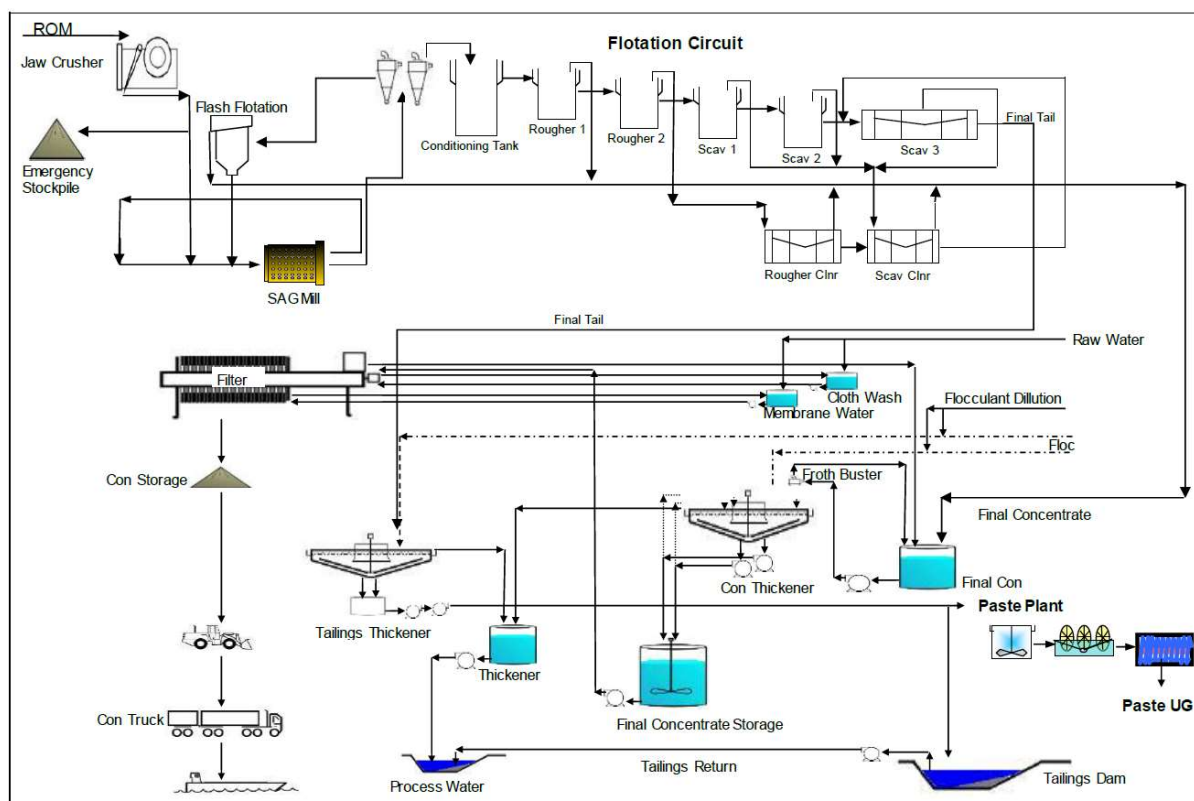 ROM
Jaw Crusher
Flotation Circuit
Flash Flotation
Emergency
Stockpile
Conditioning Tank
Rougher 1
Rougher 2
Scav 1
Scav 2
Scav 3
Final Tail
Rougher Clnr
Scav Clnr
SAG Mill
Final Tail
Raw Water
Filter
Cloth Wash
Membrane Water
Flocculant Dillution
Floc
Con Storage
Froth Buster
Final Concentrate
Con Thickener
Final Con
Tailings Thickener
Paste Plant
Thickener
Paste UG
Con Truck
Final Concentrate Storage
Tailings Return
Process Water
Tailings Dam